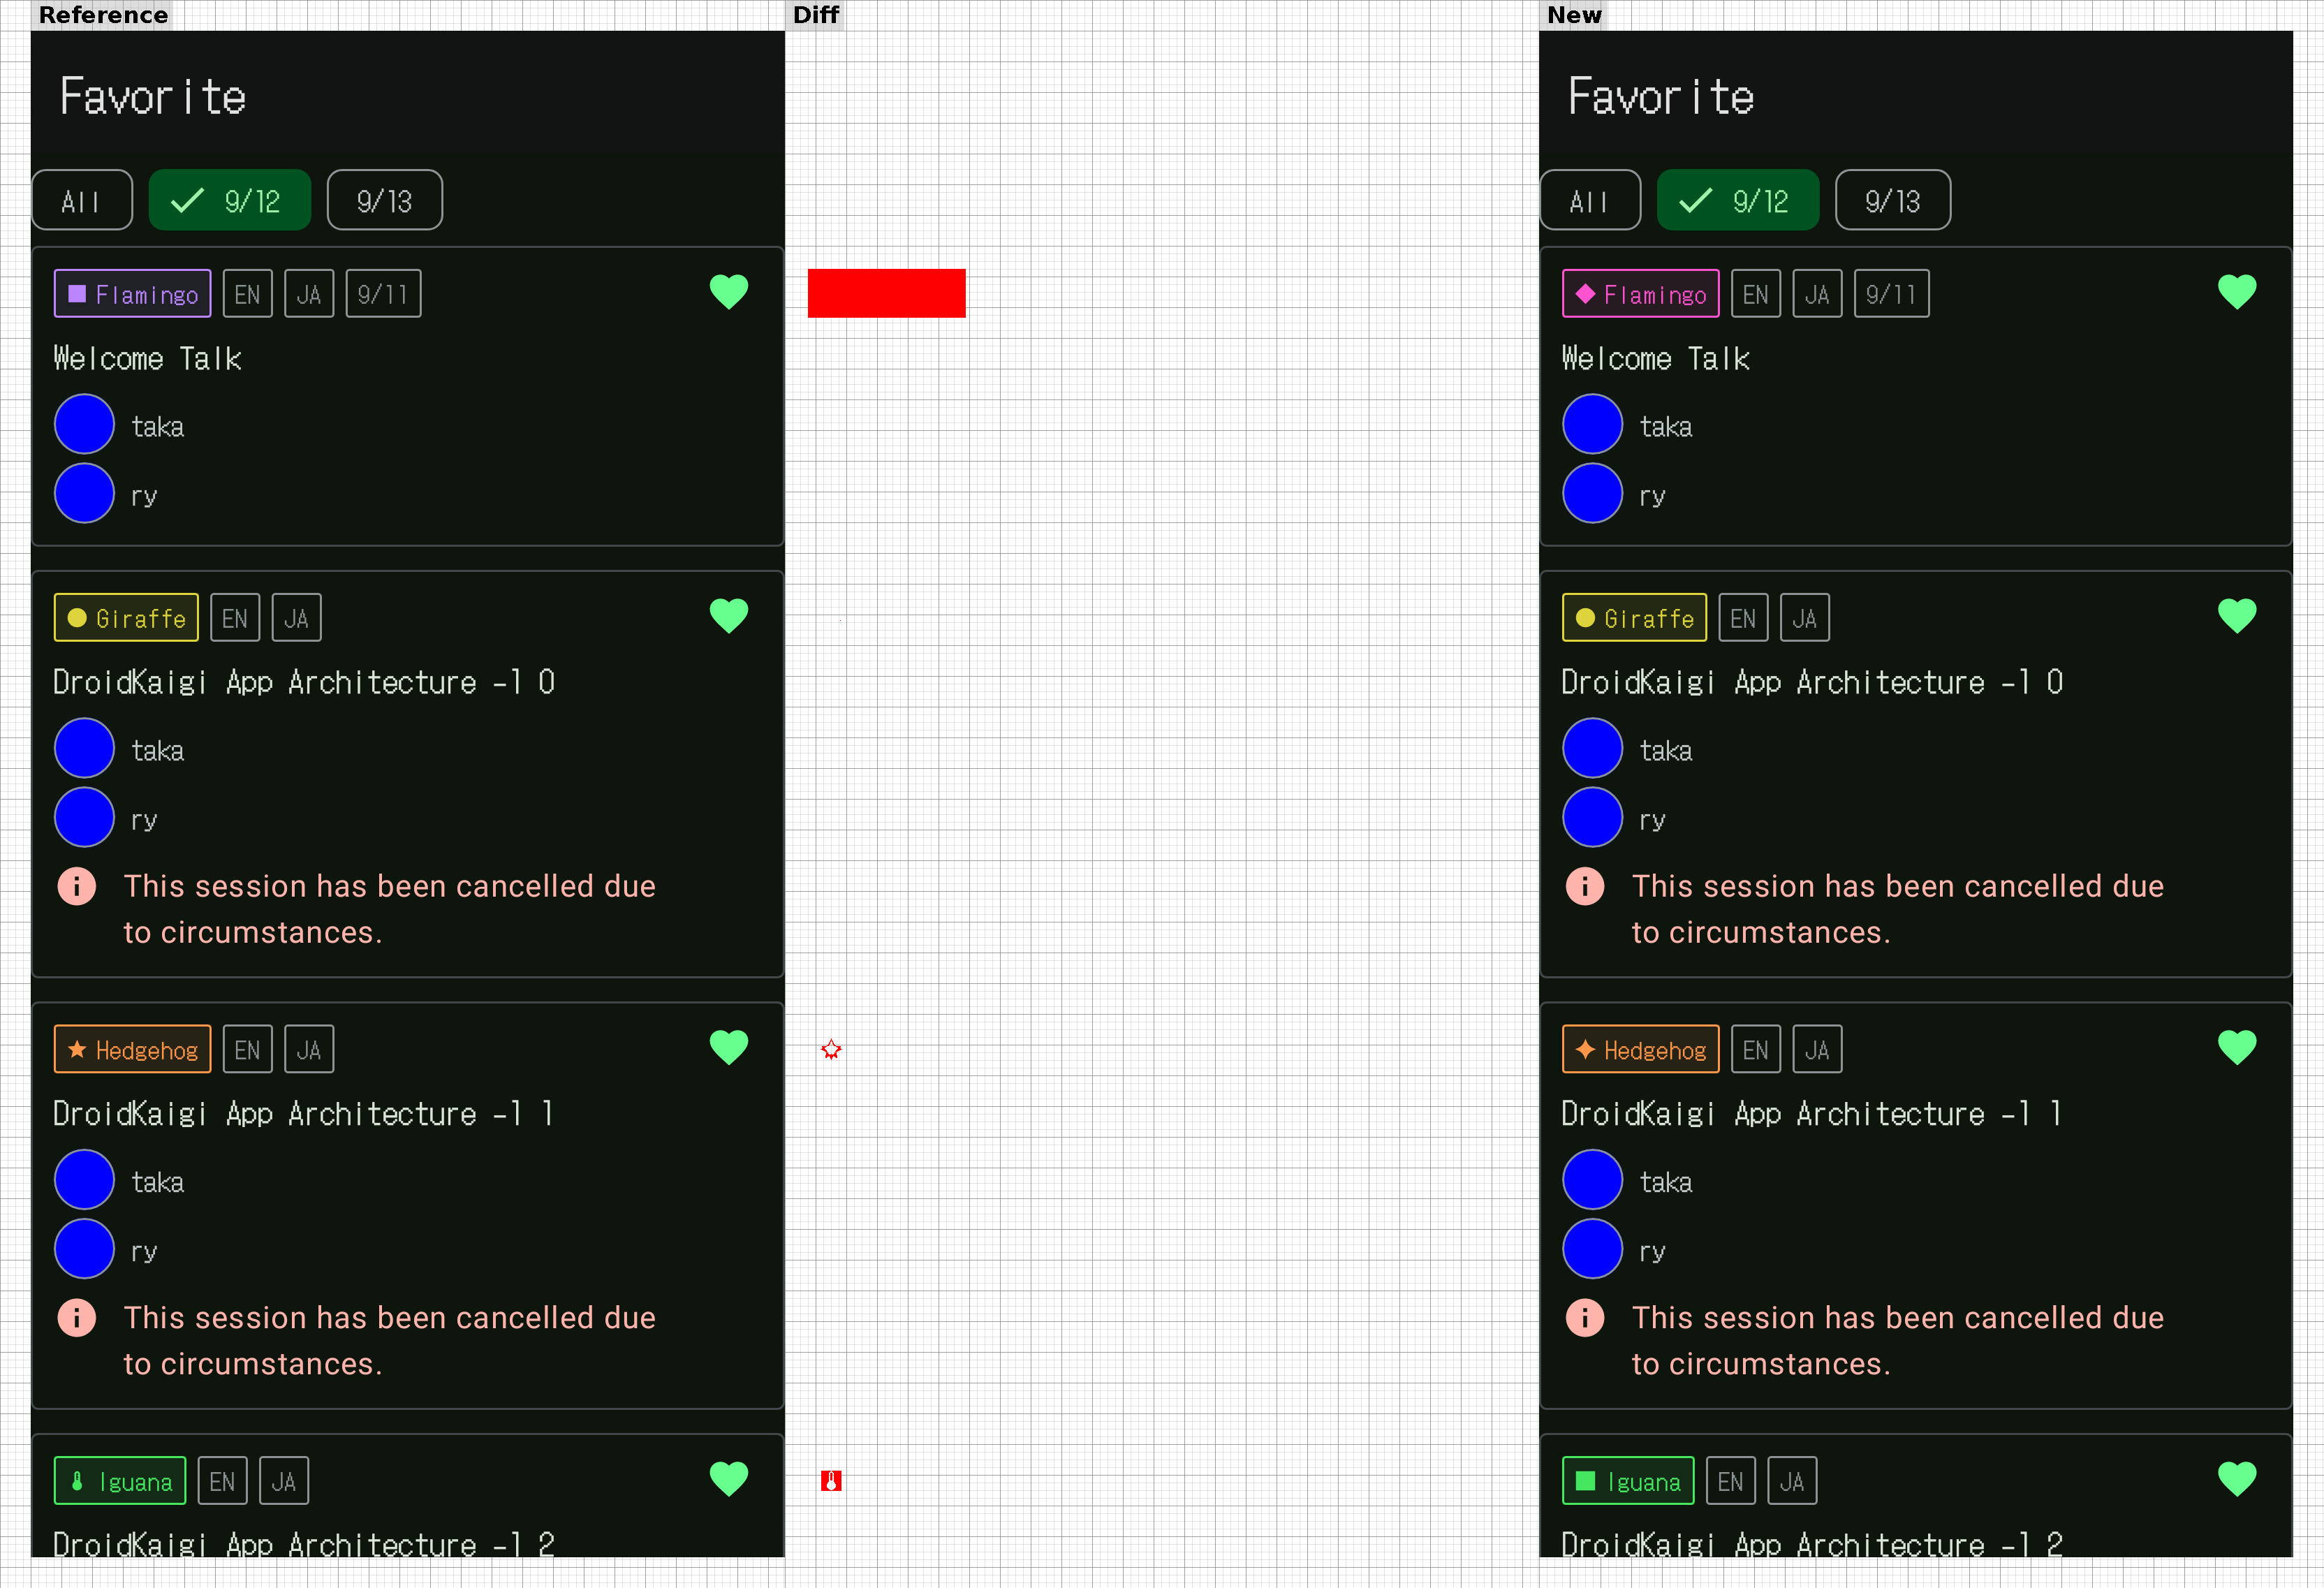 Reference
Diff
New
Favorite
All
9/12
9/13
Flamingo
EN
JA
9/11
Welcome Talk
taka
ry
Giraffe
EN
JA
DroidKaigi App Architecture -1 0
taka
ry
This session has been cancelled due
to circumstances.
Hedgehog
EN
JA
DroidKaigi App Architecture -1 1
taka
ry
This session has been cancelled due
to circumstances.
Iguana
EN
JA
DroidKaigi App Architecture -1 2
Favorite
All
9/12
9/13
Flamingo
EN
JA
9/11
Welcome Talk
taka
ry
Giraffe
EN
JA
DroidKaigi App Architecture -1 0
taka
ry
This session has been cancelled due
to circumstances.
Hedgehog
EN
JA
DroidKaigi App Architecture -1 1
taka
ry
This session has been cancelled due
to circumstances.
Iguana
EN
JA
DroidKaigi App Architecture -1 2